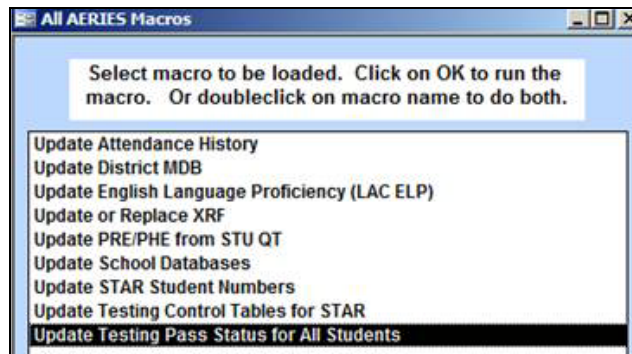 All AERIES Macros
Select macro to be loaded. Click on OK to run the
macro. Or doubleclick on macro name to do both.
Update Attendance History
Update District MDB
Update English Language Proficiency (LAC ELP)
Update or Replace XRF
Update PRE/PHE from STU QT
Update School Databases
Update STAR Student Numbers
Update Testing Control Tables for STAR
Update Testing Pass Status for All Students